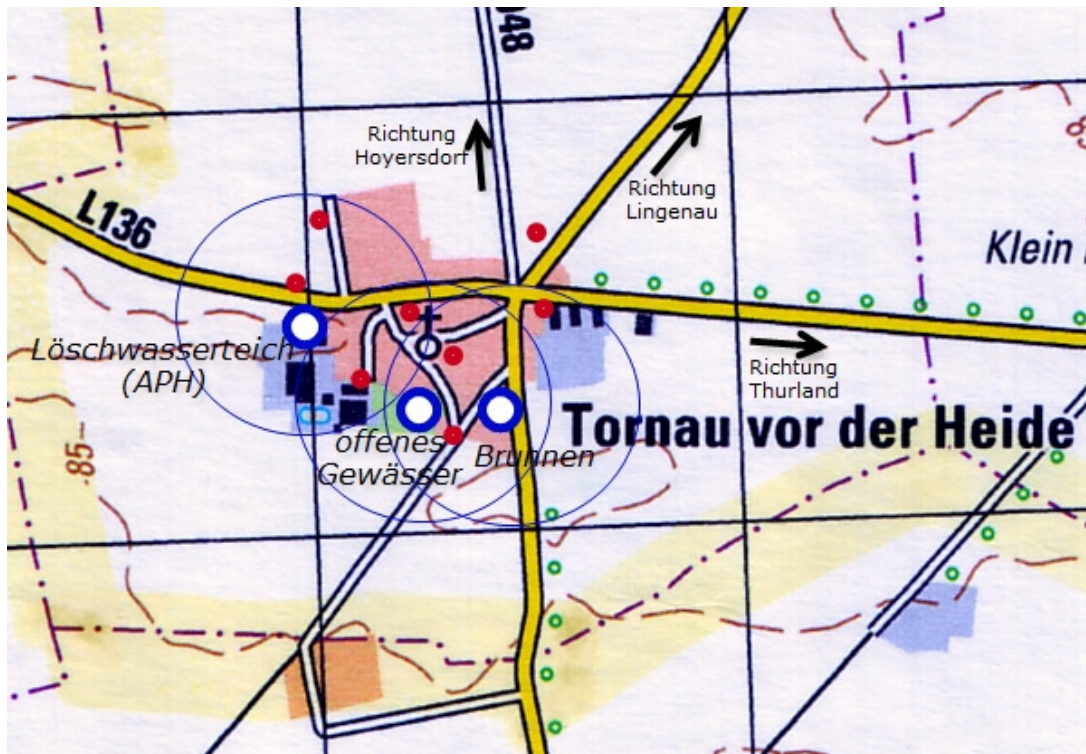 048
Richtung
Hoyersdorf
Richtung
Lingenau
L136
Klein
Löschwasserteich
(APH)
Richtung
Thurland
Tornau vor der Heide
offenes
Gewässer
Brunnen
85